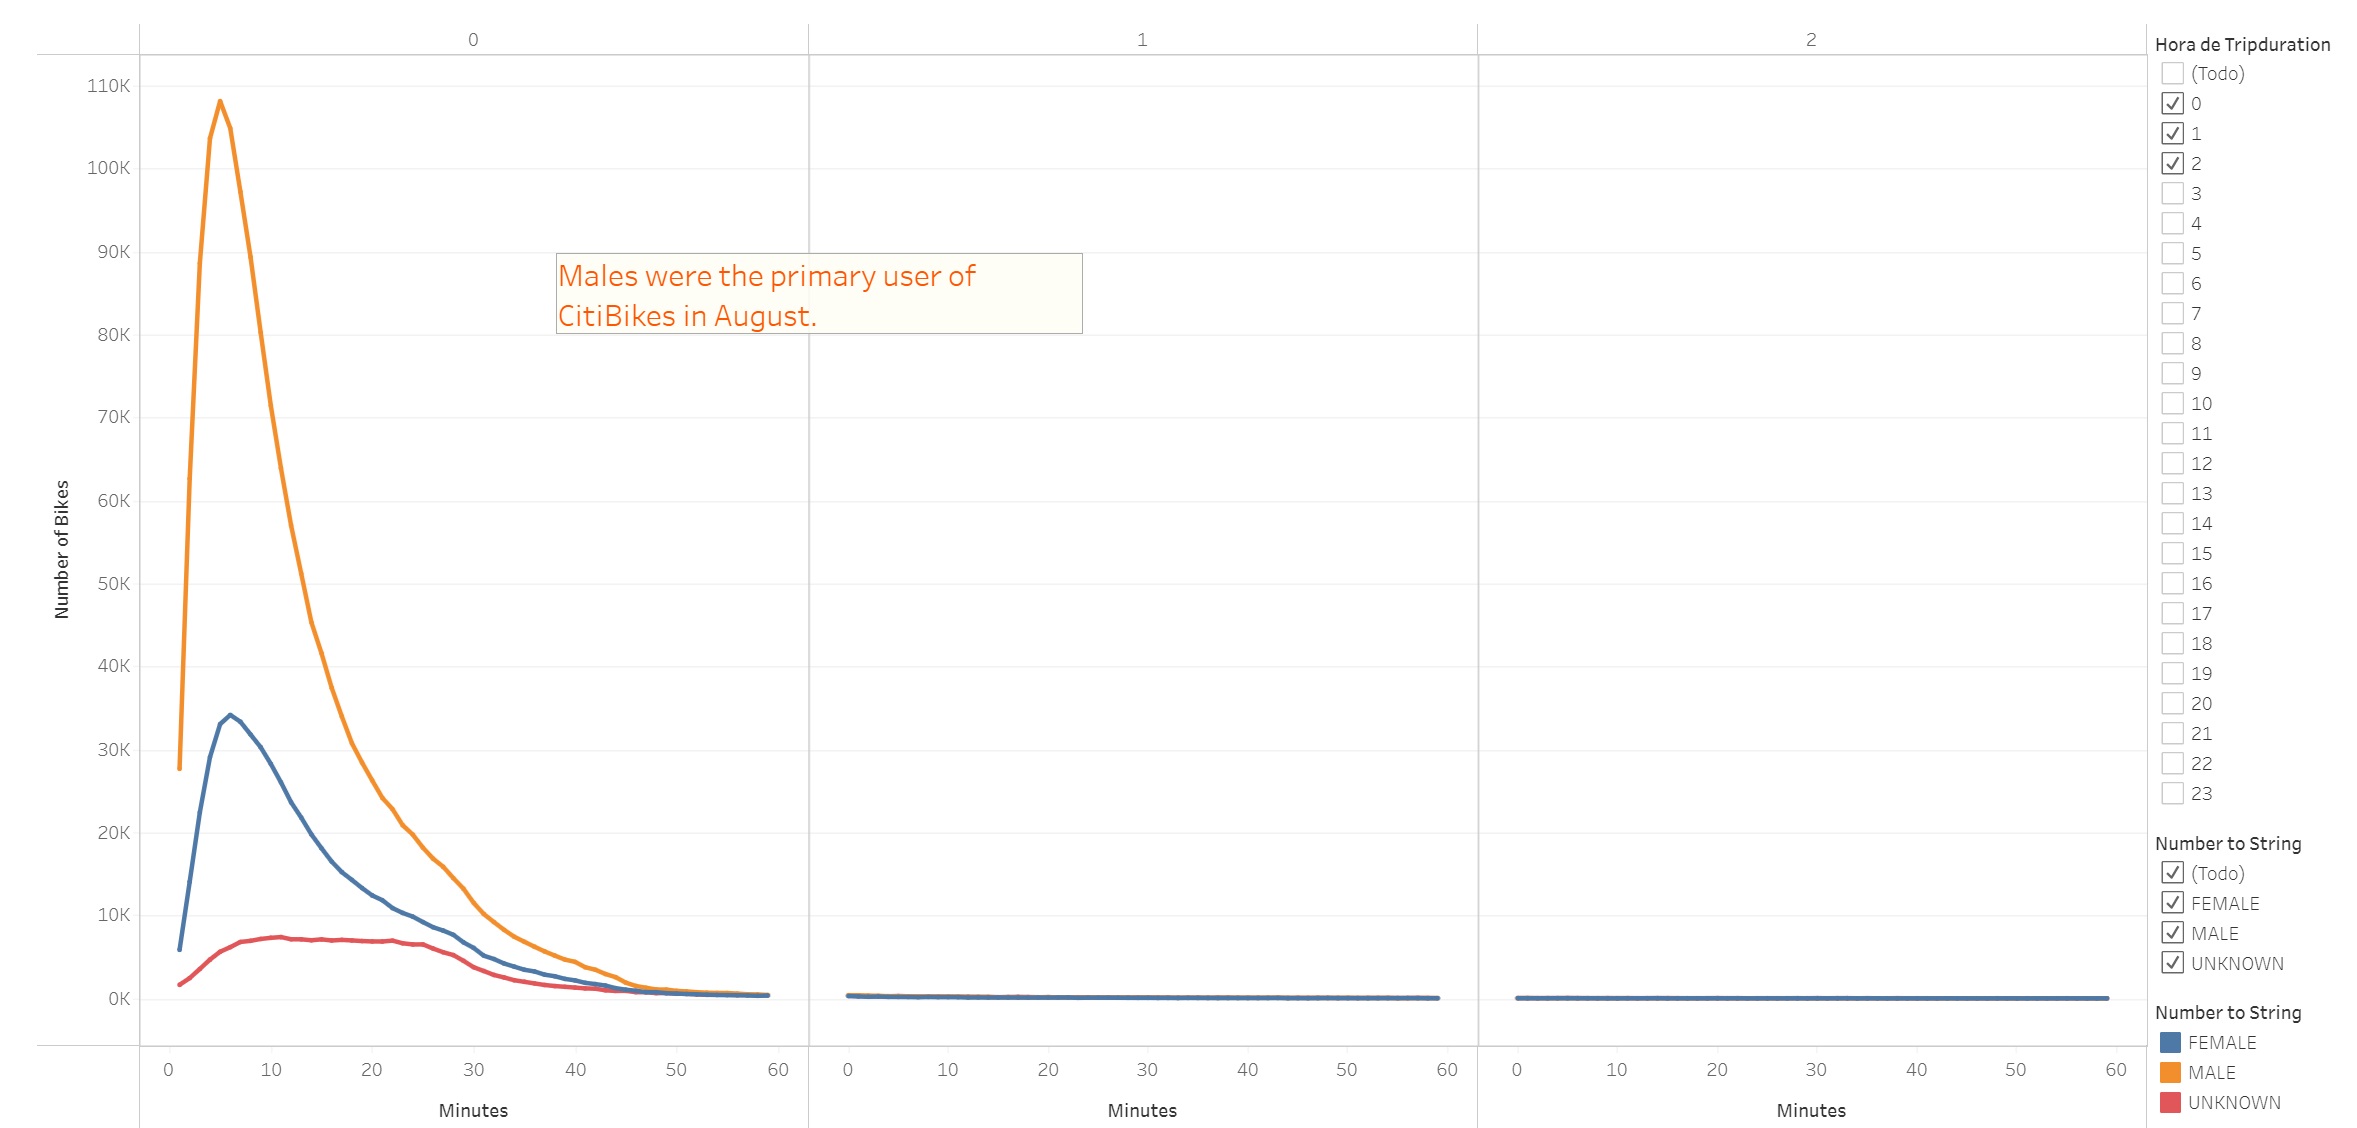 0 1 2
Number of Bikes
110K
100K
90K
80K
70K
60K
50K
40K
30K
20K
10K
0K
Males were the primary user of
CitiBikes in August.
0 10 20 30 40 50 60 0 10 20 30 40 50 60 0 10 20 30 40 50 60
Minutes Minutes Minutes
Hora de Tripduration
(Todo)
0
1
2
3
4
5
6
7
8
9
10
11
12
13
14
15
16
17
18
19
20
21
22
23
Number to String
(Todo)
FEMALE
MALE
UNKNOWN
Number to String
FEMALE
MALE
UNKNOWN